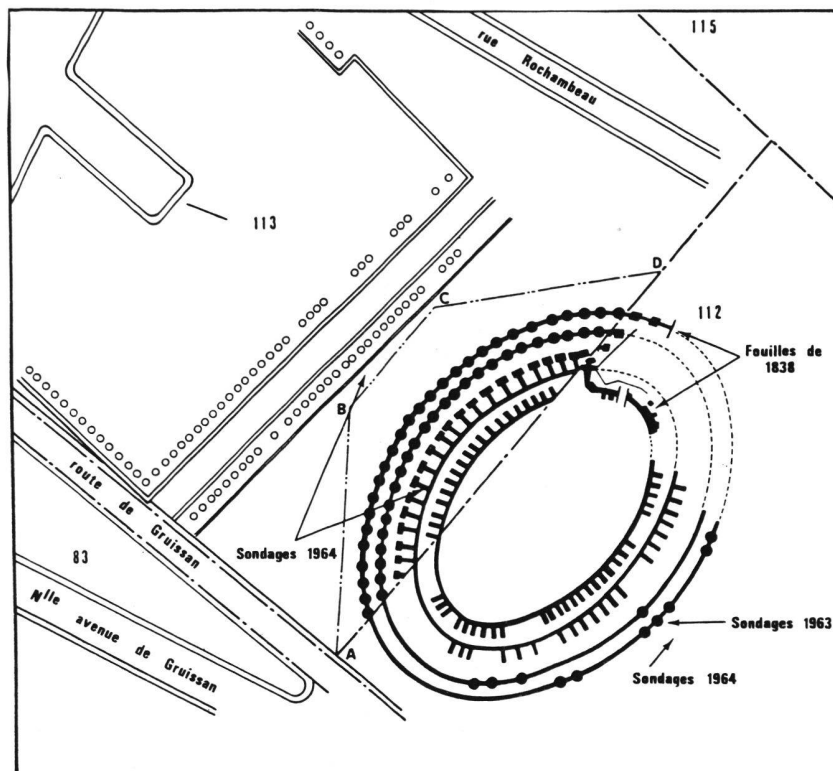 115
rue Rochambeau
113
D
C
112
Fouilles de
1838
B
route de Gruissan
Sondages 1964
83
Nlle avenue de Gruissan
A
Sondages 1963
Sondages 1964